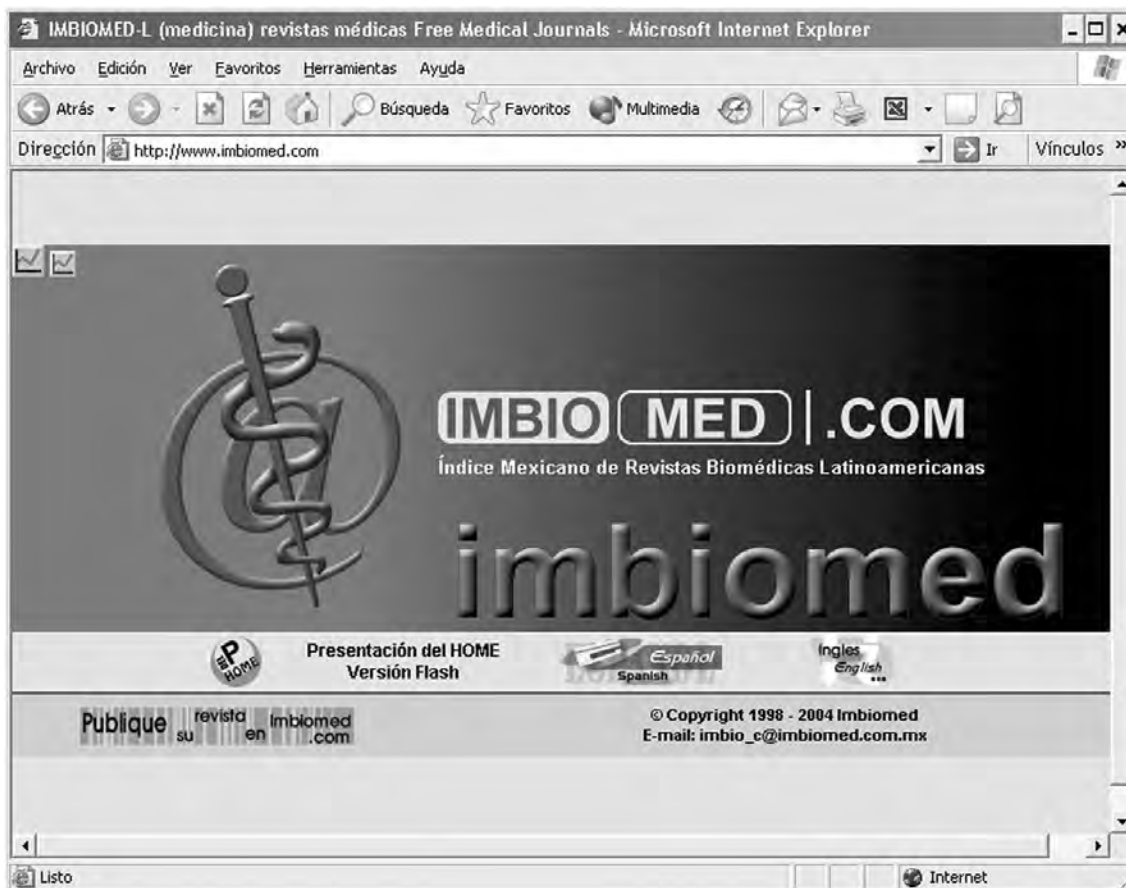 IMBIOMED-L (medicina) revistas médicas Free Medical Journals - Microsoft Internet Explorer
Archivo Edición Ver Favoritos Herramientas Ayuda
Atrás Búsqueda Favoritos Multimedia
Dirección http://www.imbiomed.com Ir Vínculos »
IMBIO MED .COM
Índice Mexicano de Revistas Biomédicas Latinoamericanas
imbiomed
THE P HOME
Presentación del HOME
Versión Flash
Español
Spanish
Ingles
English
...
Publique su revista en Imbiomed .com
© Copyright 1998 - 2004 Imbiomed
E-mail: imbio_c@imbiomed.com.mx
Listo Internet